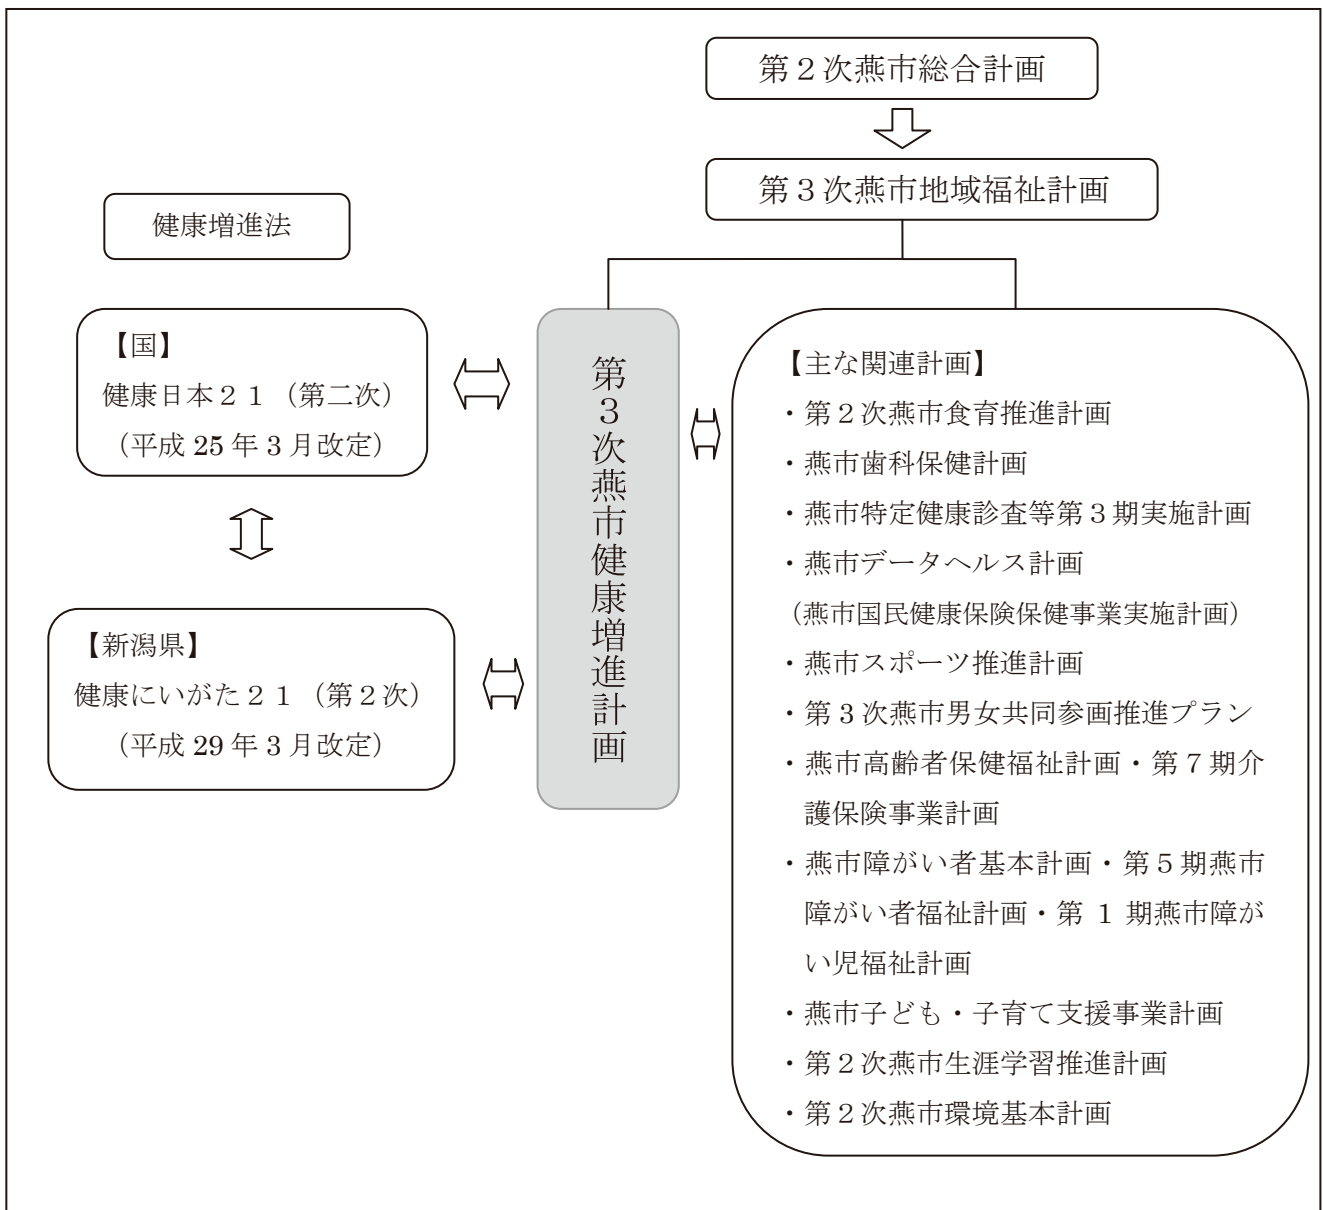 第２次燕市総合計画
第３次燕市地域福祉計画
健康増進法
【国】
健康日本２１（第二次）
（平成 25 年 3 月改定）
【新潟県】
健康にいがた２１（第２次）
（平成 29 年 3 月改定）
第３次燕市健康増進計画
【主な関連計画】
・第２次燕市食育推進計画
・燕市歯科保健計画
・燕市特定健康診査等第３期実施計画
・燕市データヘルス計画
（燕市国民健康保険保健事業実施計画）
・燕市スポーツ推進計画
・第３次燕市男女共同参画推進プラン
・燕市高齢者保健福祉計画・第７期介
護保険事業計画
・燕市障がい者基本計画・第５期燕市
障がい者福祉計画・第 1 期燕市障が
い児福祉計画
・燕市子ども・子育て支援事業計画
・第２次燕市生涯学習推進計画
・第２次燕市環境基本計画